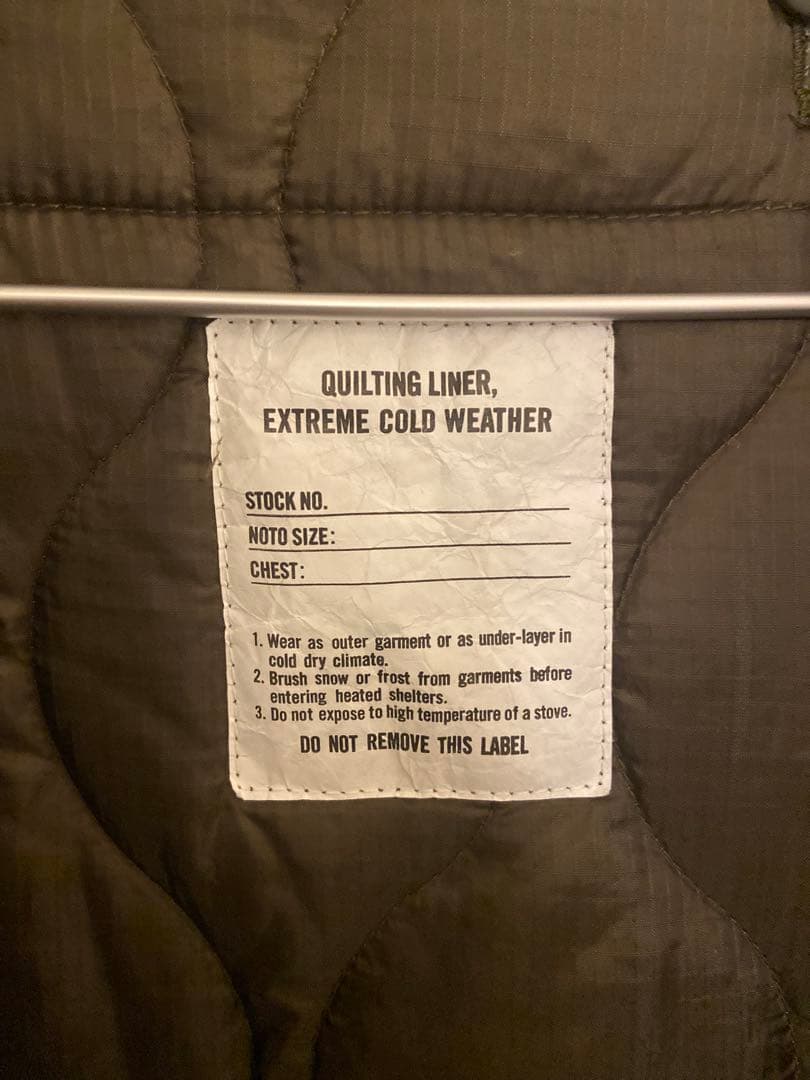 QUILTING LINER,
EXTREME COLD WEATHER
STOCK NO.
NOTO SIZE:
CHEST:
1. Wear as outer garment or as under-layer in
cold dry climate.
2. Brush snow or frost from garments before
entering heated shelters.
3. Do not expose to high temperature of a stove.
DO NOT REMOVE THIS LABEL